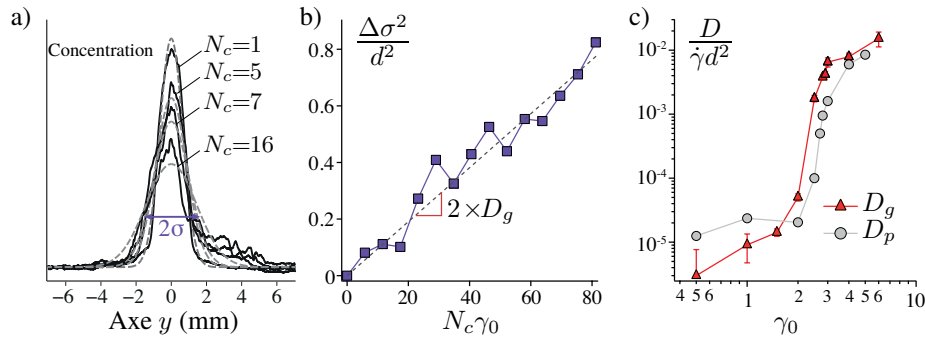 a)
Concentration
N_c=1
N_c=5
N_c=7
N_c=16
2σ
−6 −4 −2 0 2 4 6
Axe y (mm)
b)
Δσ²/d²
0.8
0.6
0.4
0.2
0
2×D_g
0 20 40 60 80
N_cγ_0
c)
D/γ̇d²
10⁻²
10⁻³
10⁻⁴
10⁻⁵
D_g
D_p
4 5 6 1 2 3 4 5 6 10
γ_0